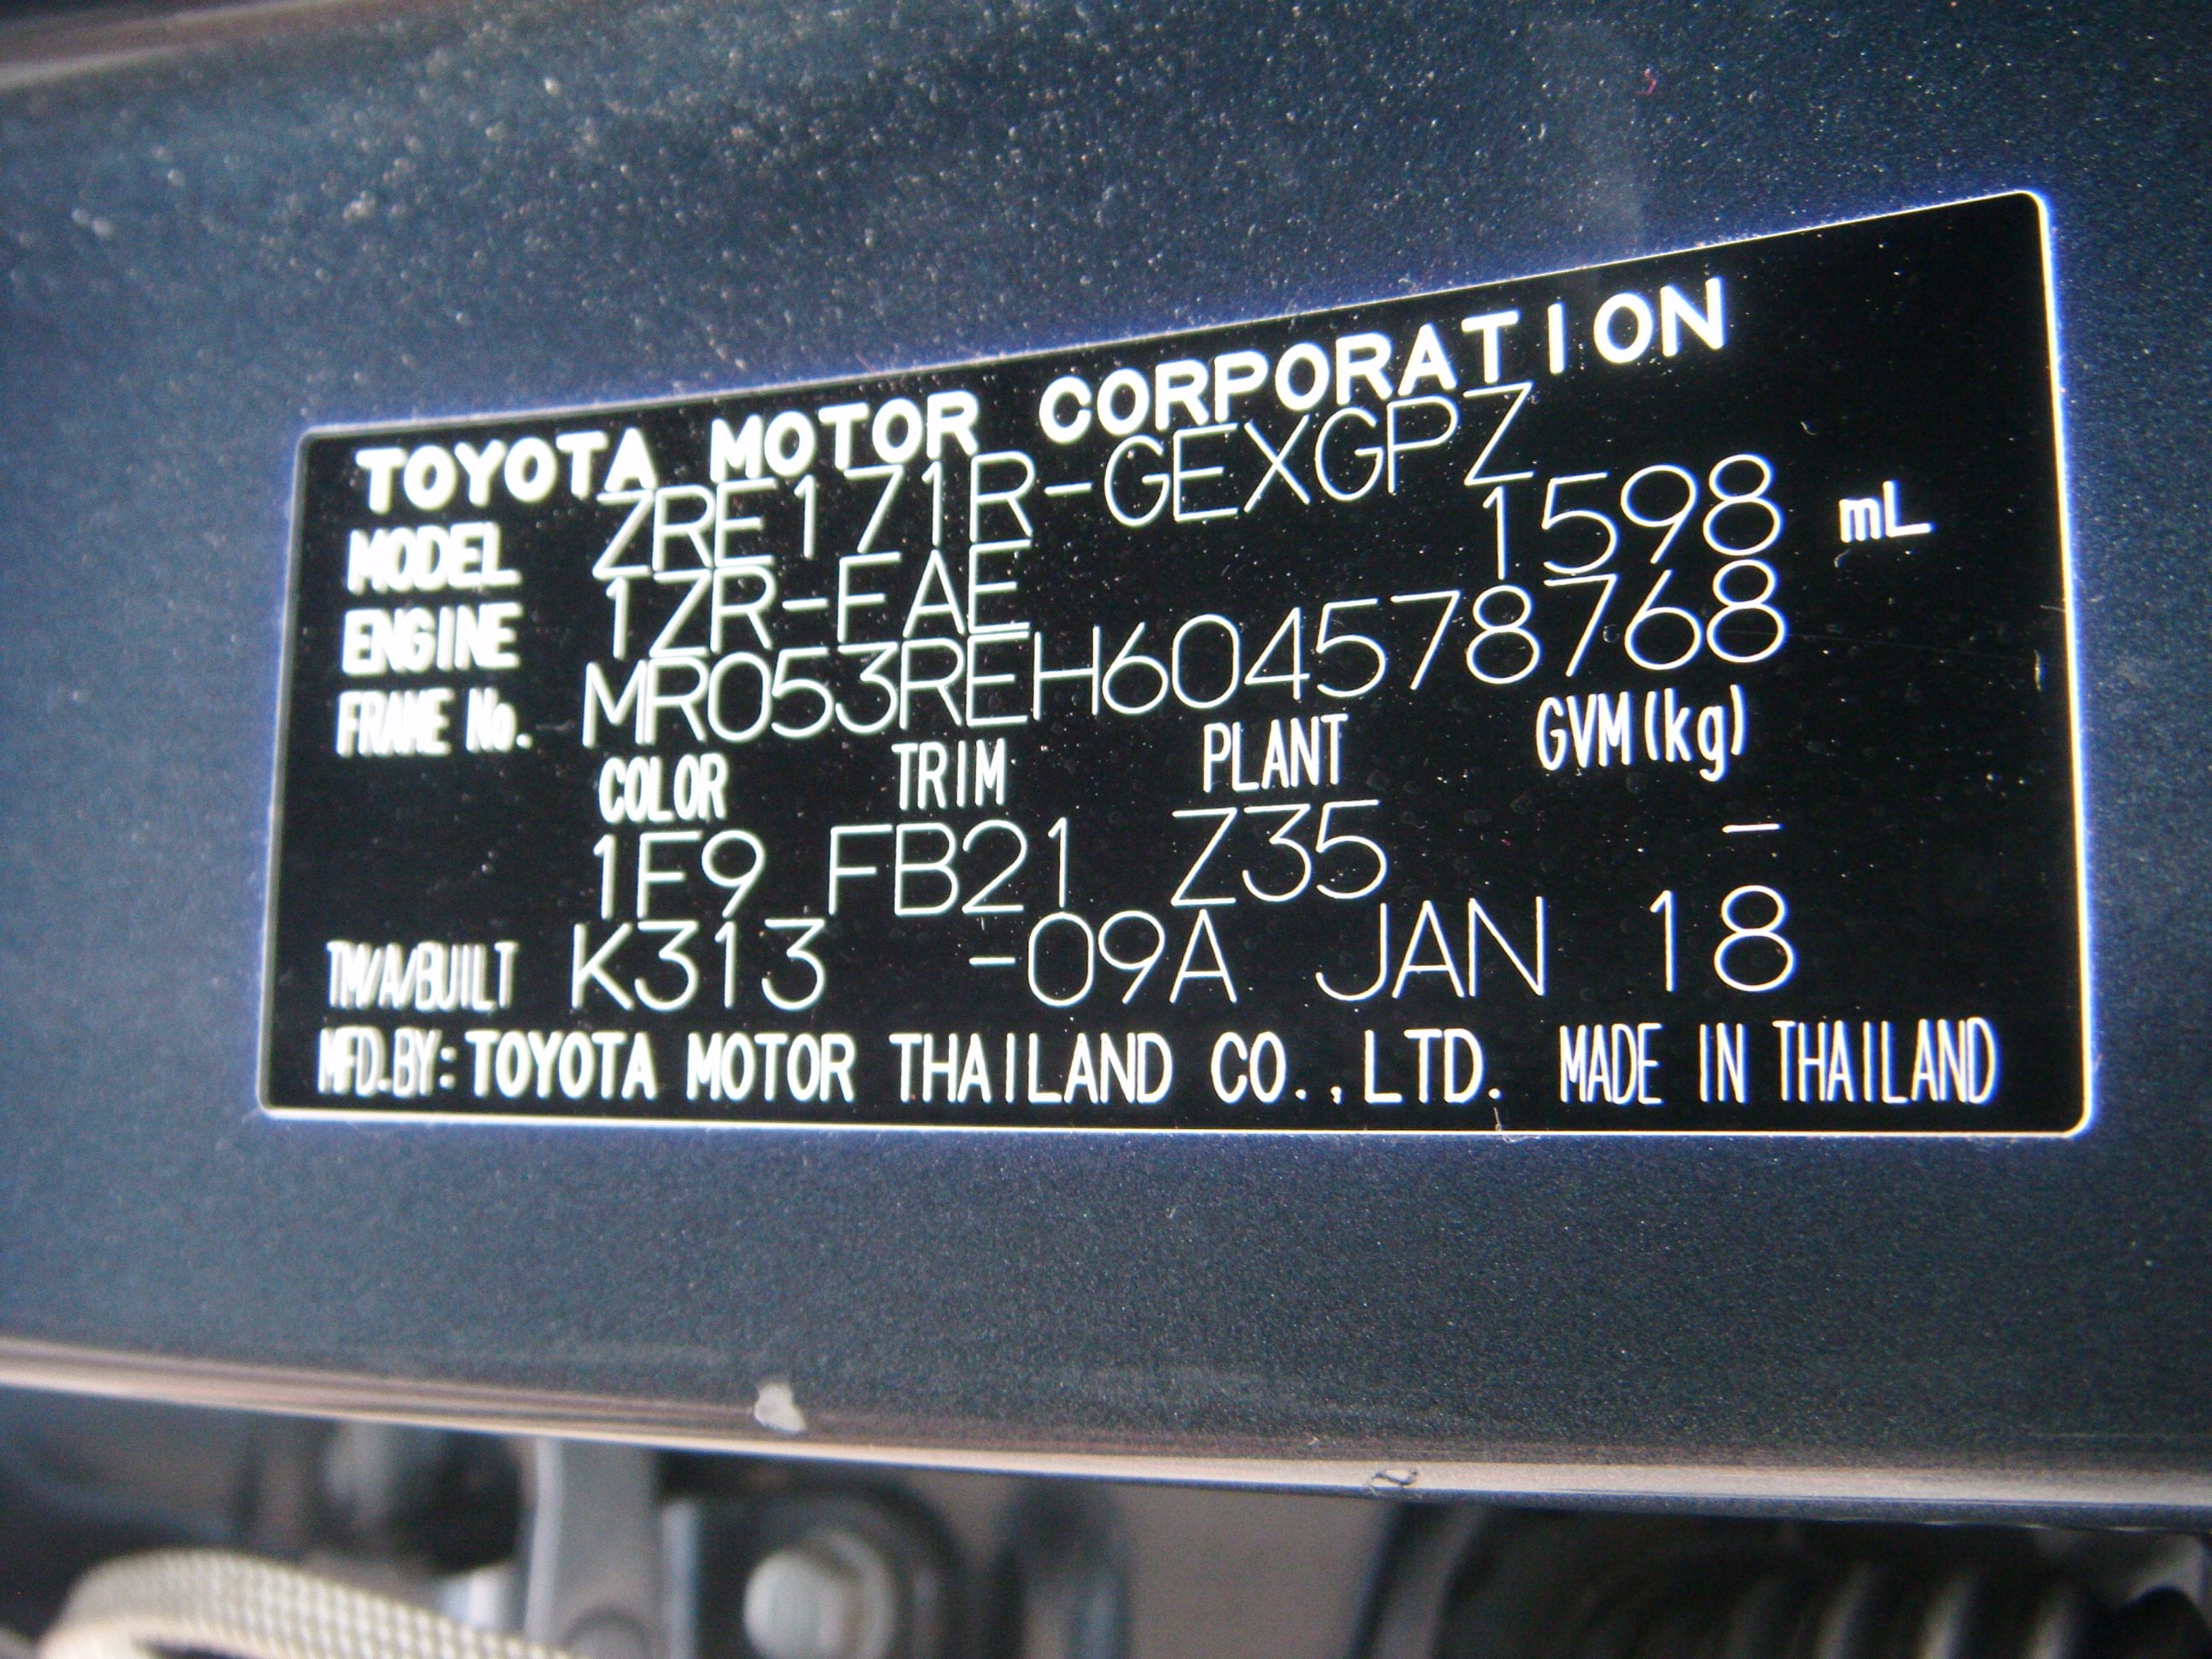 TOYOTA MOTOR CORPORATION
MODEL ZRE171R-GEXGPZ
ENGINE 1ZR-FAE 1598 mL
FRAME No. MR053REH604578768
COLOR TRIM PLANT GVM(kg)
1F9 FB21 Z35 -
TM/A/BUILT K313 -09A JAN 18
MFD.BY: TOYOTA MOTOR THAILAND CO.,LTD. MADE IN THAILAND